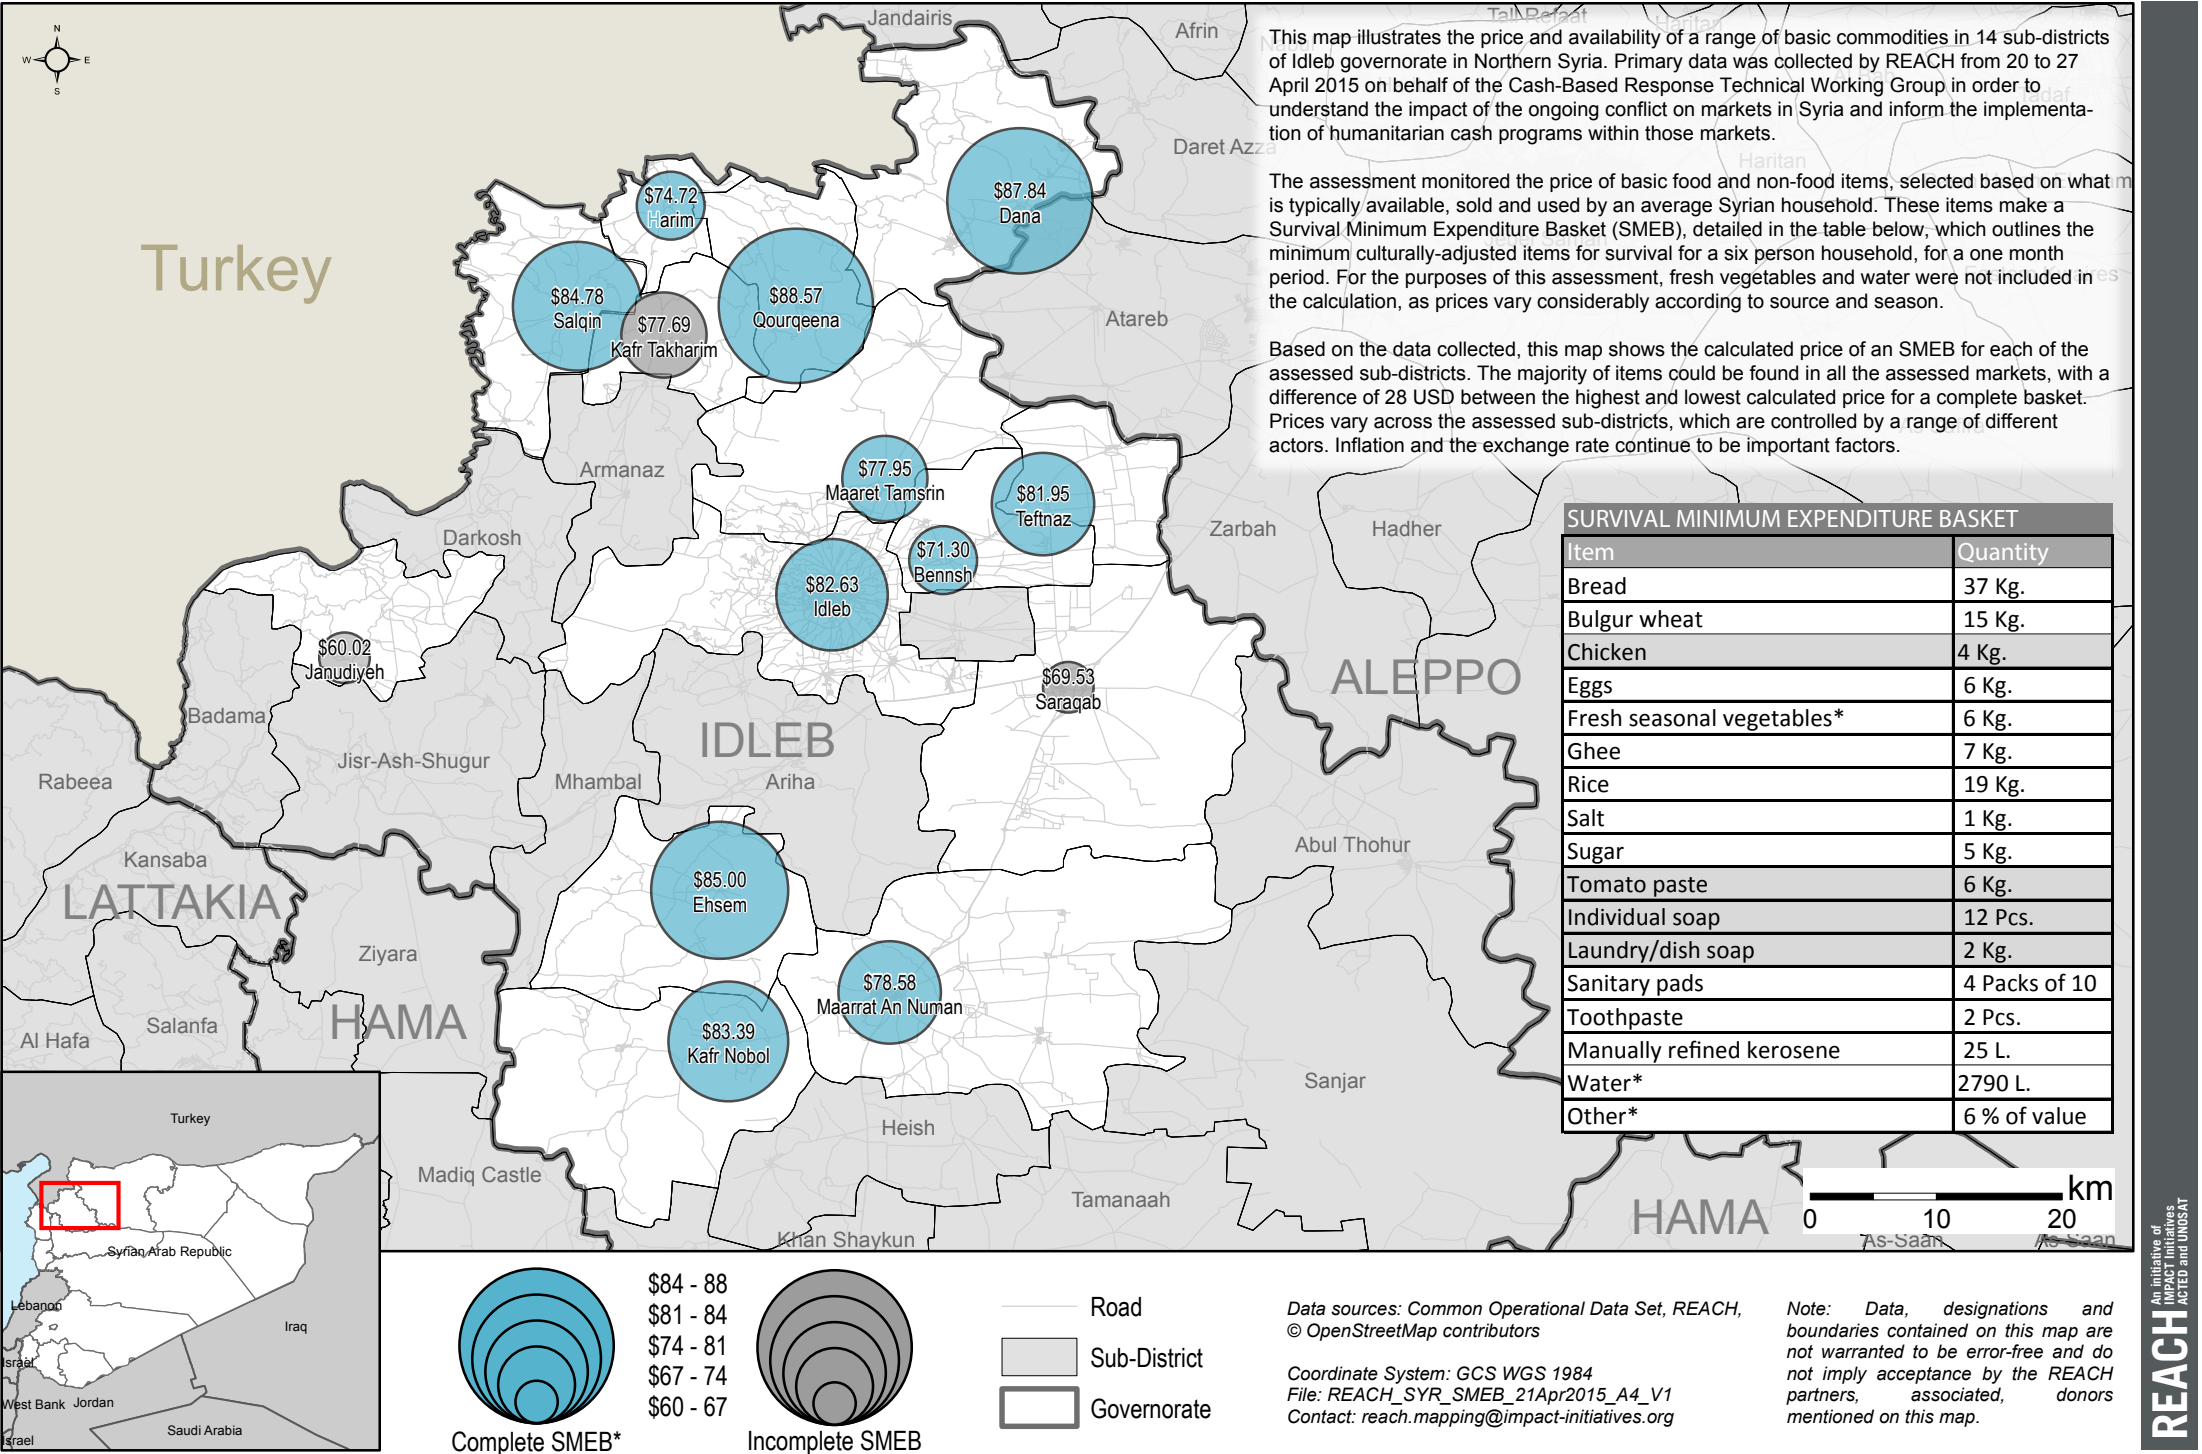 N
W
E
S
Jandairis
Afrin
Tall Refaat
Haritan
Nabul
Al Bab
Tadaf
Daret Azza
Haritan
Jebel Saman
This map illustrates the price and availability of a range of basic commodities in 14 sub-districts
of Idleb governorate in Northern Syria. Primary data was collected by REACH from 20 to 27
April 2015 on behalf of the Cash-Based Response Technical Working Group in order to
understand the impact of the ongoing conflict on markets in Syria and inform the implementa-
tion of humanitarian cash programs within those markets.
The assessment monitored the price of basic food and non-food items, selected based on what
is typically available, sold and used by an average Syrian household. These items make a
Survival Minimum Expenditure Basket (SMEB), detailed in the table below, which outlines the
minimum culturally-adjusted items for survival for a six person household, for a one month
period. For the purposes of this assessment, fresh vegetables and water were not included in
the calculation, as prices vary considerably according to source and season.
Based on the data collected, this map shows the calculated price of an SMEB for each of the
assessed sub-districts. The majority of items could be found in all the assessed markets, with a
difference of 28 USD between the highest and lowest calculated price for a complete basket.
Prices vary across the assessed sub-districts, which are controlled by a range of different
actors. Inflation and the exchange rate continue to be important factors.
Turkey
$74.72
Harim
$87.84
Dana
$84.78
Salqin
$77.69
Kafr Takharim
$88.57
Qourqeena
Atareb
Armanaz
$77.95
Maaret Tamsrin
$81.95
Teftnaz
Darkosh
$71.30
Bennsh
$82.63
Idleb
Zarbah
Hadher
$60.02
Janudiyeh
$69.53
Saraqab
ALEPPO
Badama
IDLEB
Jisr-Ash-Shugur
Mhambal
Ariha
Rabeea
Kansaba
LATTAKIA
Abul Thohur
$85.00
Ehsem
Ziyara
$78.58
Maarrat An Numan
Salanfa
Al Hafa
HAMA
$83.39
Kafr Nobol
Sanjar
Heish
Madiq Castle
Tamanaah
Khan Shaykun
HAMA
As-Saan
As-Saan
SURVIVAL MINIMUM EXPENDITURE BASKET
Item Quantity
Bread 37 Kg.
Bulgur wheat 15 Kg.
Chicken 4 Kg.
Eggs 6 Kg.
Fresh seasonal vegetables* 6 Kg.
Ghee 7 Kg.
Rice 19 Kg.
Salt 1 Kg.
Sugar 5 Kg.
Tomato paste 6 Kg.
Individual soap 12 Pcs.
Laundry/dish soap 2 Kg.
Sanitary pads 4 Packs of 10
Toothpaste 2 Pcs.
Manually refined kerosene 25 L.
Water* 2790 L.
Other* 6 % of value
km
0 10 20
Turkey
Syrian Arab Republic
Lebanon
Iraq
Israel
West Bank
Jordan
Saudi Arabia
Israel
$84 - 88
$81 - 84
$74 - 81
$67 - 74
$60 - 67
Complete SMEB*
Incomplete SMEB
Road
Sub-District
Governorate
Data sources: Common Operational Data Set, REACH,
© OpenStreetMap contributors
Coordinate System: GCS WGS 1984
File: REACH_SYR_SMEB_21Apr2015_A4_V1
Contact: reach.mapping@impact-initiatives.org
Note: Data, designations and
boundaries contained on this map are
not warranted to be error-free and do
not imply acceptance by the REACH
partners, associated, donors
mentioned on this map.
REACH
An initiative of
IMPACT Initiatives
ACTED and UNOSAT